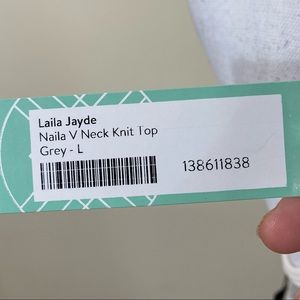 Laila Jayde
Naila V Neck Knit Top
Grey - L
138611838